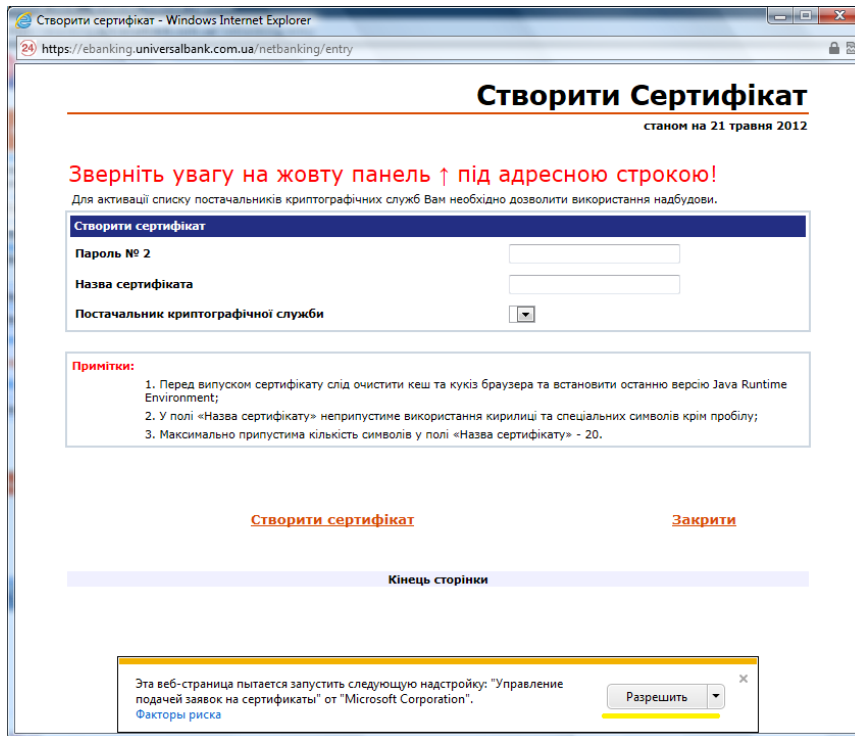 Створити сертифікат - Windows Internet Explorer
24 https://ebanking.universalbank.com.ua/netbanking/entry
Створити Сертифікат
станом на 21 травня 2012
Зверніть увагу на жовту панель ↑ під адресною строкою!
Для активації списку постачальників криптографічних служб Вам необхідно дозволити використання надбудови.
Створити сертифікат
Пароль № 2
Назва сертифіката
Постачальник криптографічної служби
Примітки:
1. Перед випуском сертифікату слід очистити кеш та кукіз браузера та встановити останню версію Java Runtime
Environment;
2. У полі «Назва сертифікату» неприпустиме використання кирилиці та спеціальних символів крім пробілу;
3. Максимально припустима кількість символів у полі «Назва сертифікату» - 20.
Створити сертифікат Закрити
Кінець сторінки
Эта веб-страница пытается запустить следующую надстройку: "Управление
подачей заявок на сертификаты" от "Microsoft Corporation".
Факторы риска
Разрешить